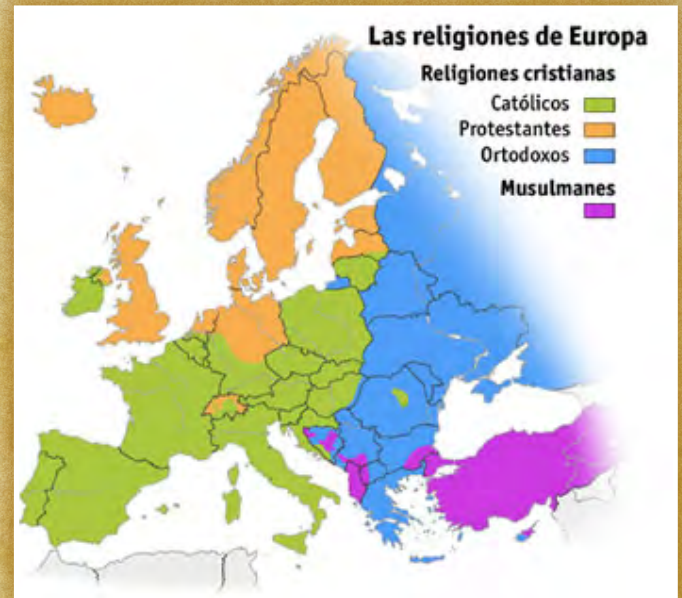 Las religiones de Europa
Religiones cristianas
Católicos
Protestantes
Ortodoxos
Musulmanes